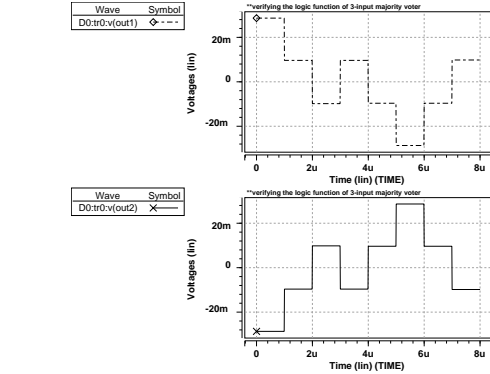 Wave Symbol
D0:tr0:v(out1)
**verifying the logic function of 3-input majority voter
Voltages (lin)
20m
0
-20m
0 2u 4u 6u 8u
Time (lin) (TIME)
Wave Symbol
D0:tr0:v(out2)
**verifying the logic function of 3-input majority voter
Voltages (lin)
20m
0
-20m
0 2u 4u 6u 8u
Time (lin) (TIME)